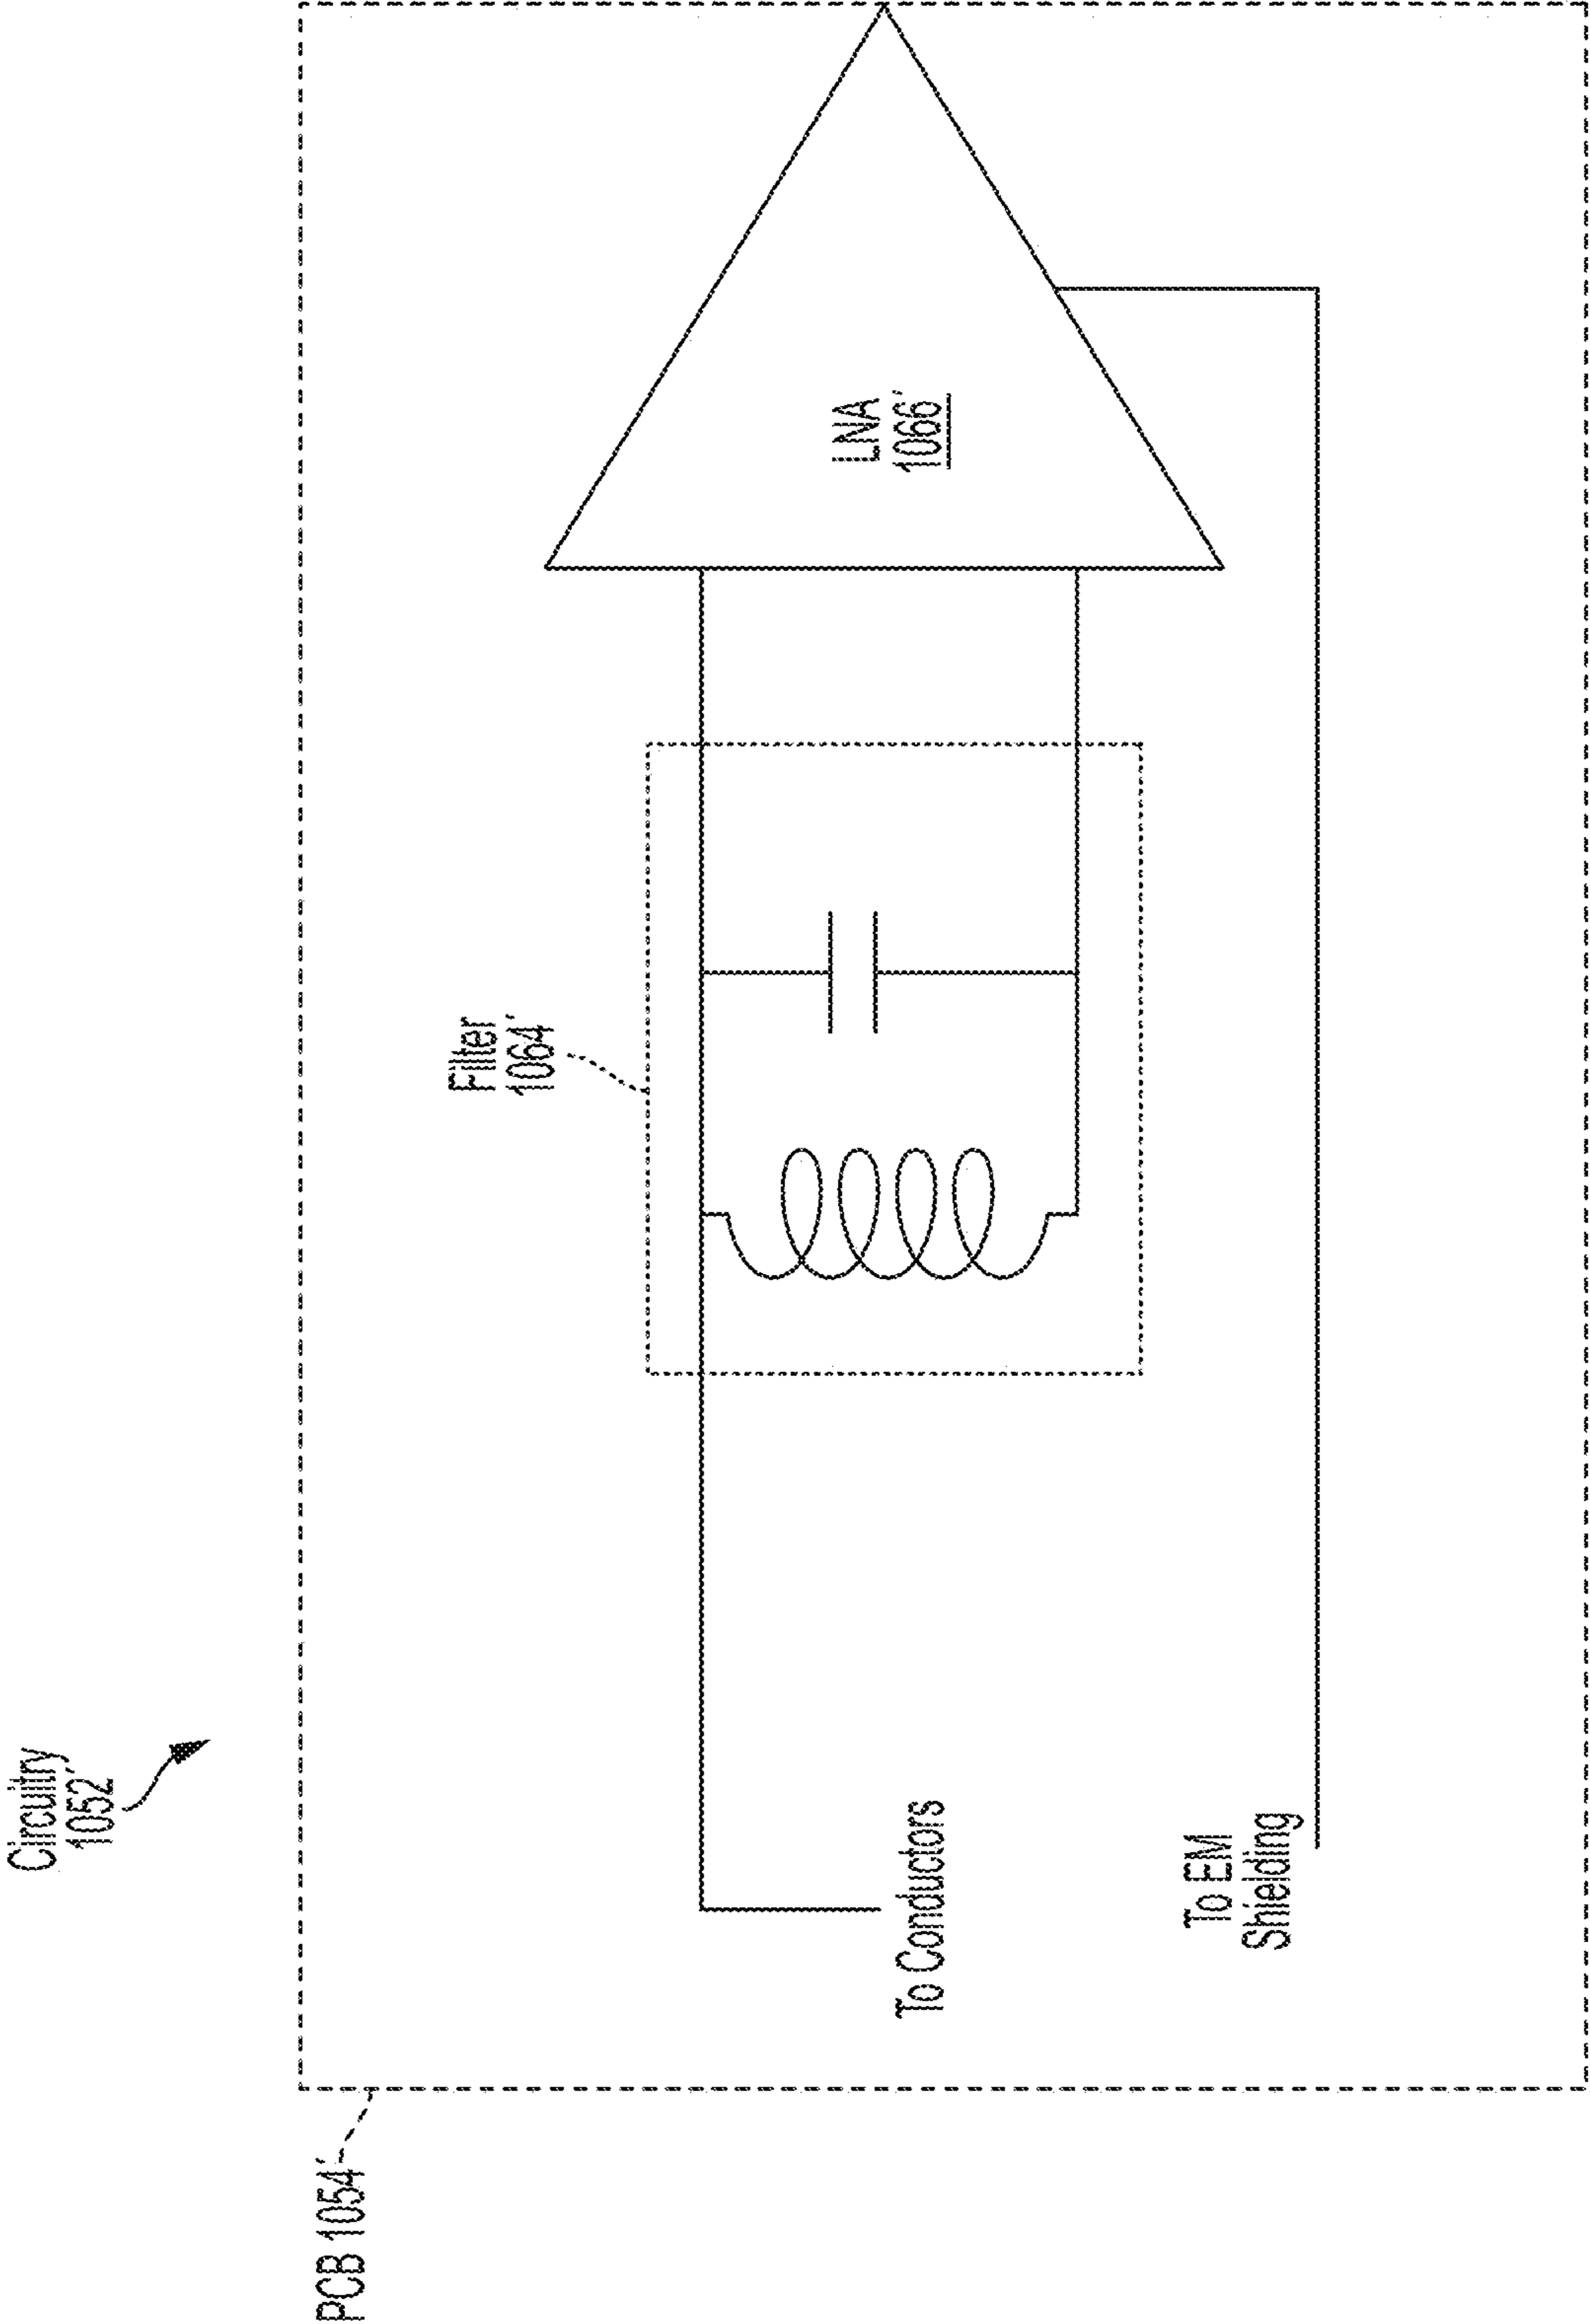 Circuitry
1052′
PCB 1054′
Filter
1064′
LNA
1066′
To Conductors
To EM
Shielding